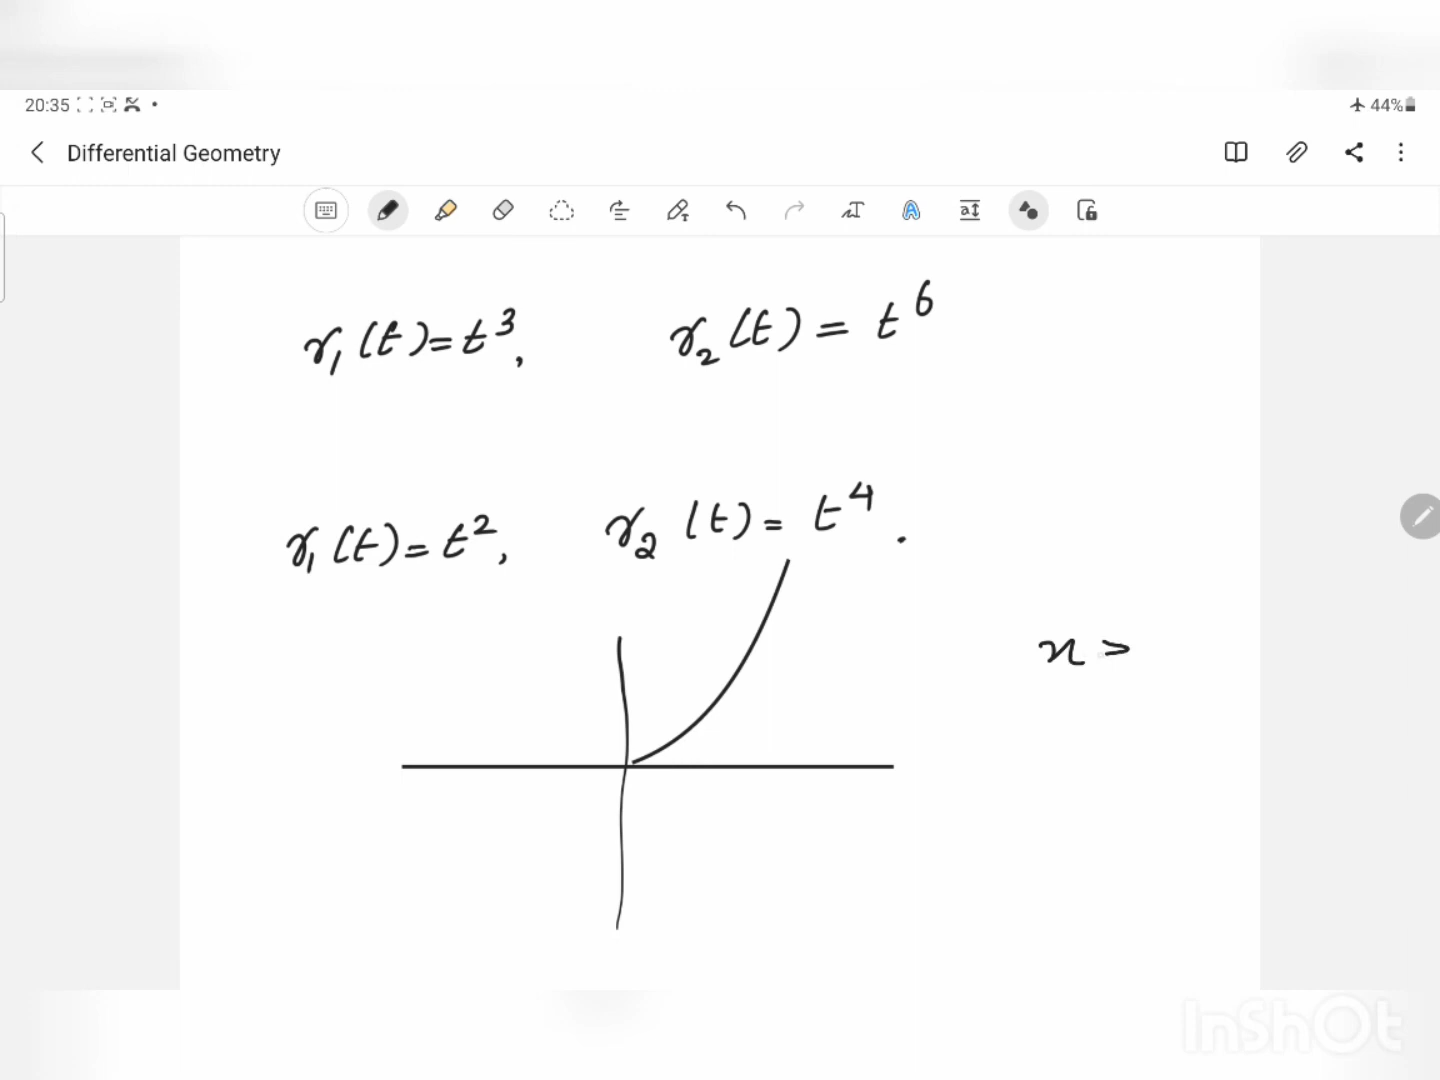 20:35 44%
Differential Geometry
γ₁(t)=t³, γ₂(t) = t⁶
γ₁(t)=t², γ₂(t) = t⁴.
x >
InShOt